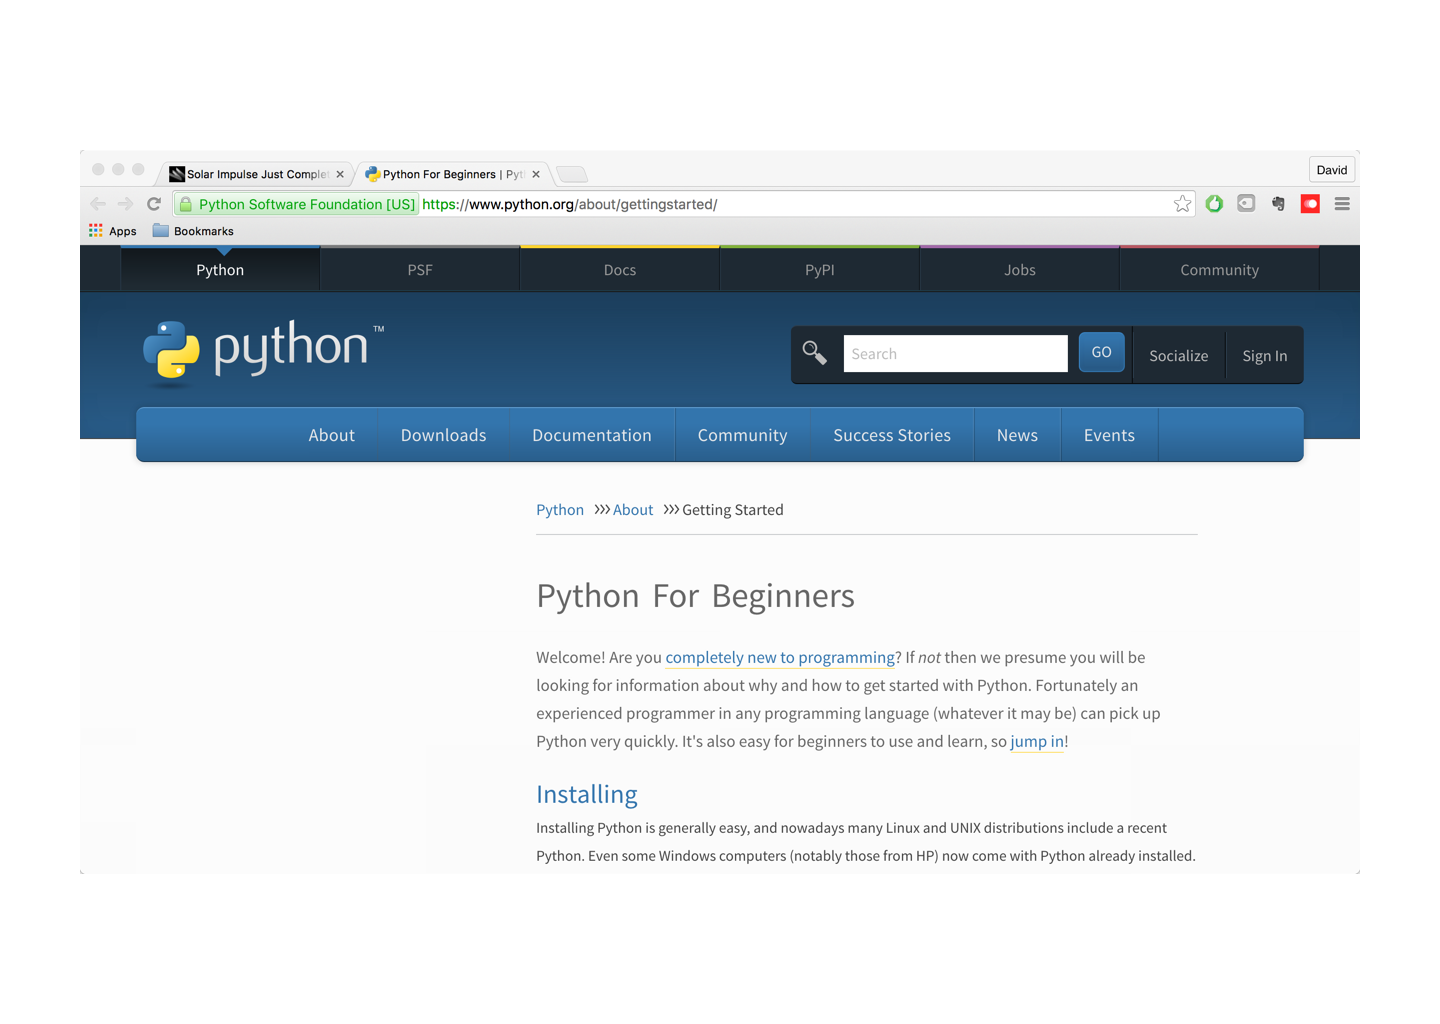 Solar Impulse Just Complet
Python For Beginners | Pyt
David
Python Software Foundation [US] https://www.python.org/about/gettingstarted/
Apps Bookmarks
Python PSF Docs PyPI Jobs Community
python™
Search GO Socialize Sign In
About Downloads Documentation Community Success Stories News Events
Python >>> About >>> Getting Started
Python For Beginners
Welcome! Are you completely new to programming? If not then we presume you will be
looking for information about why and how to get started with Python. Fortunately an
experienced programmer in any programming language (whatever it may be) can pick up
Python very quickly. It's also easy for beginners to use and learn, so jump in!
Installing
Installing Python is generally easy, and nowadays many Linux and UNIX distributions include a recent
Python. Even some Windows computers (notably those from HP) now come with Python already installed.